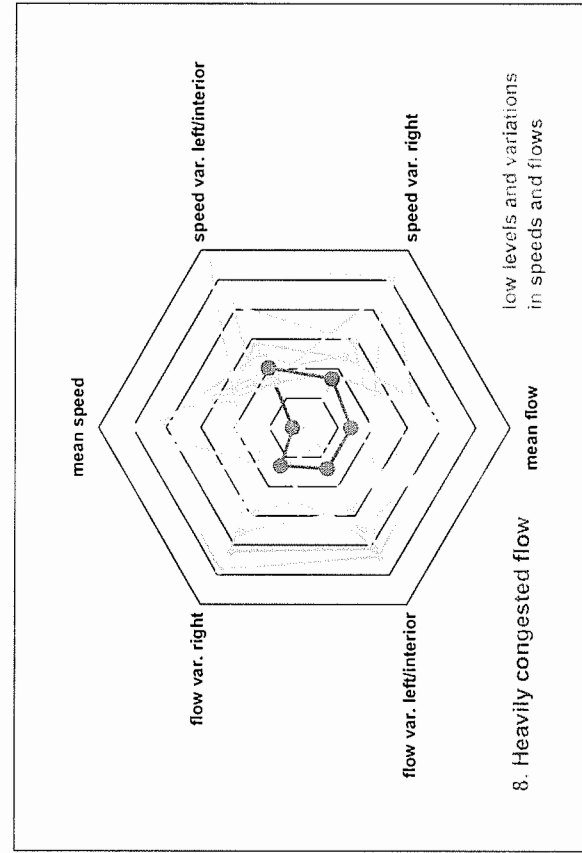 mean speed
speed var. left/interior
speed var. right
mean flow
flow var. left/interior
flow var. right
8. Heavily congested flow
low levels and variations
in speeds and flows